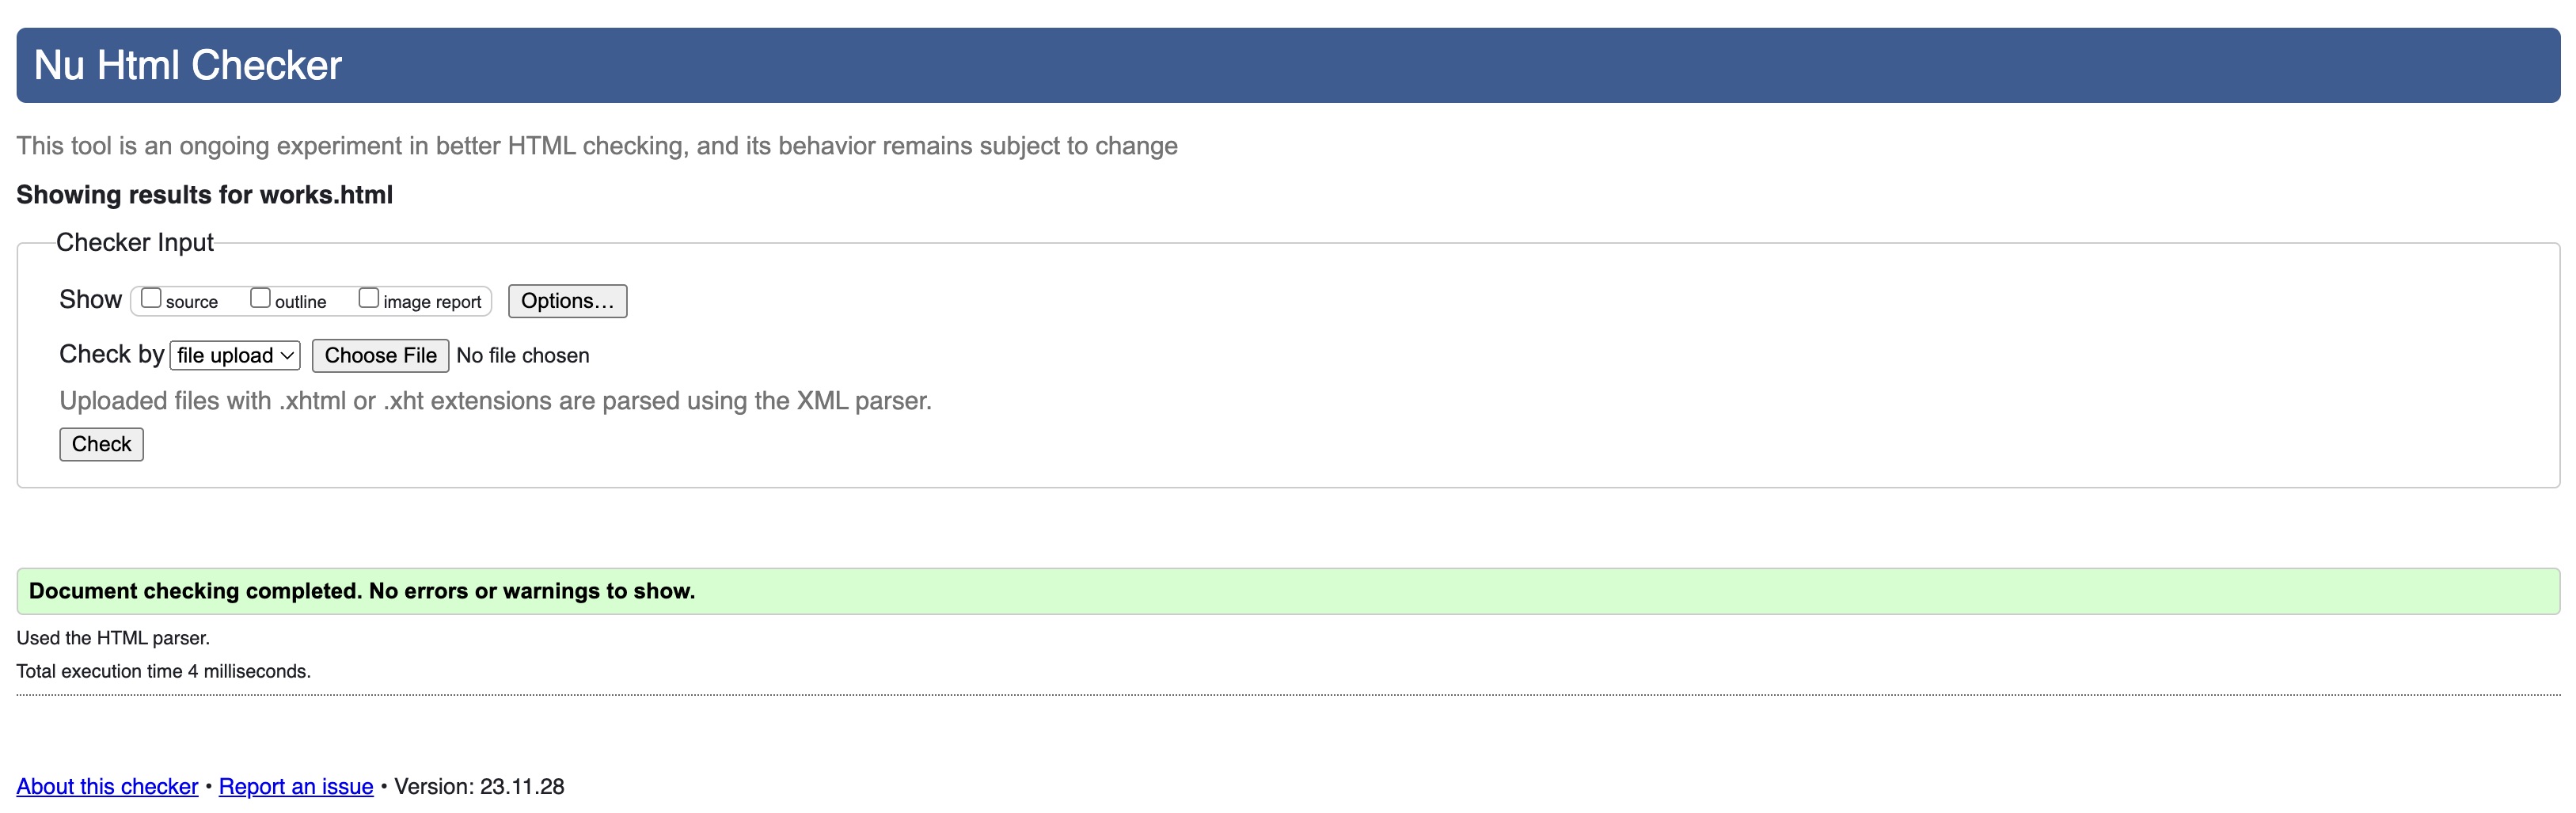 Nu Html Checker
This tool is an ongoing experiment in better HTML checking, and its behavior remains subject to change
Showing results for works.html
Checker Input
Show source outline image report Options…
Check by file upload Choose File No file chosen
Uploaded files with .xhtml or .xht extensions are parsed using the XML parser.
Check
Document checking completed. No errors or warnings to show.
Used the HTML parser.
Total execution time 4 milliseconds.
About this checker • Report an issue • Version: 23.11.28